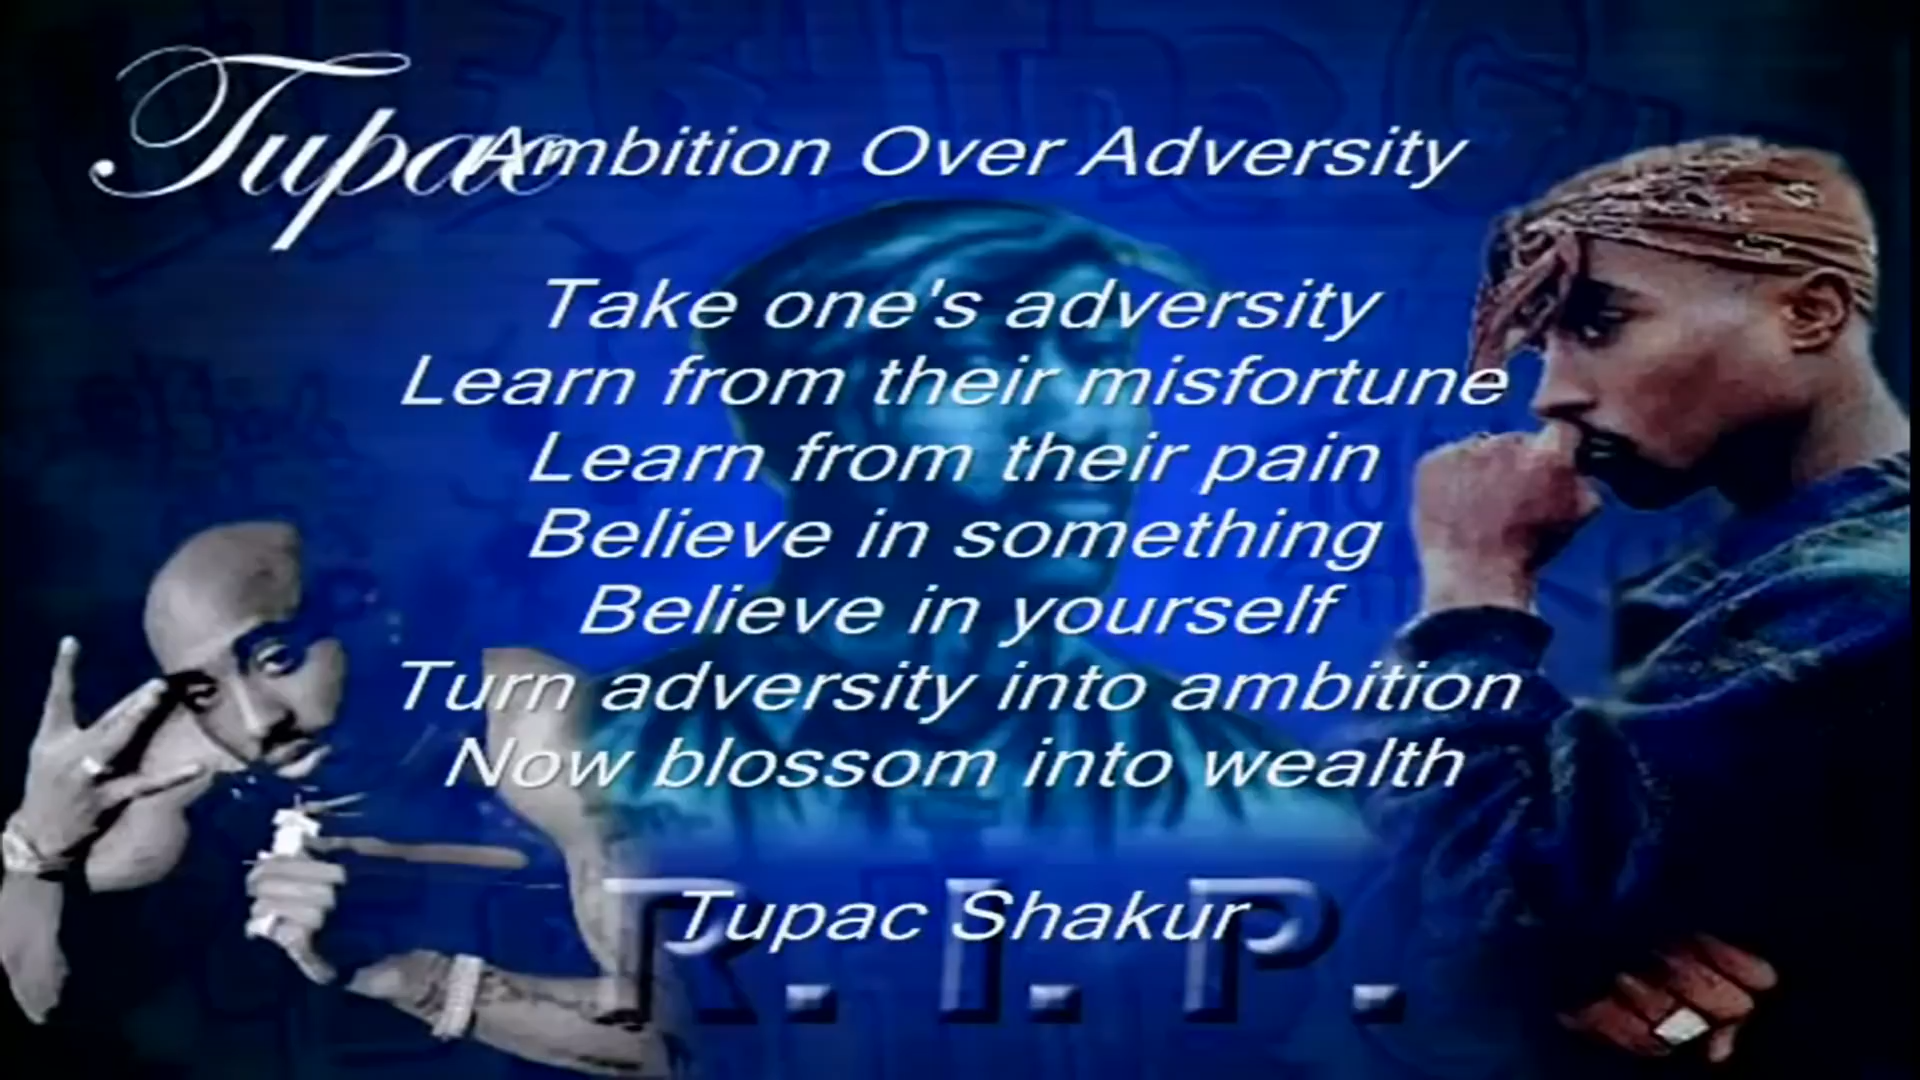 Tupac
Ambition Over Adversity
Take one's adversity
Learn from their misfortune
Learn from their pain
Believe in something
Believe in yourself
Turn adversity into ambition
Now blossom into wealth
Tupac Shakur
R.I.P.